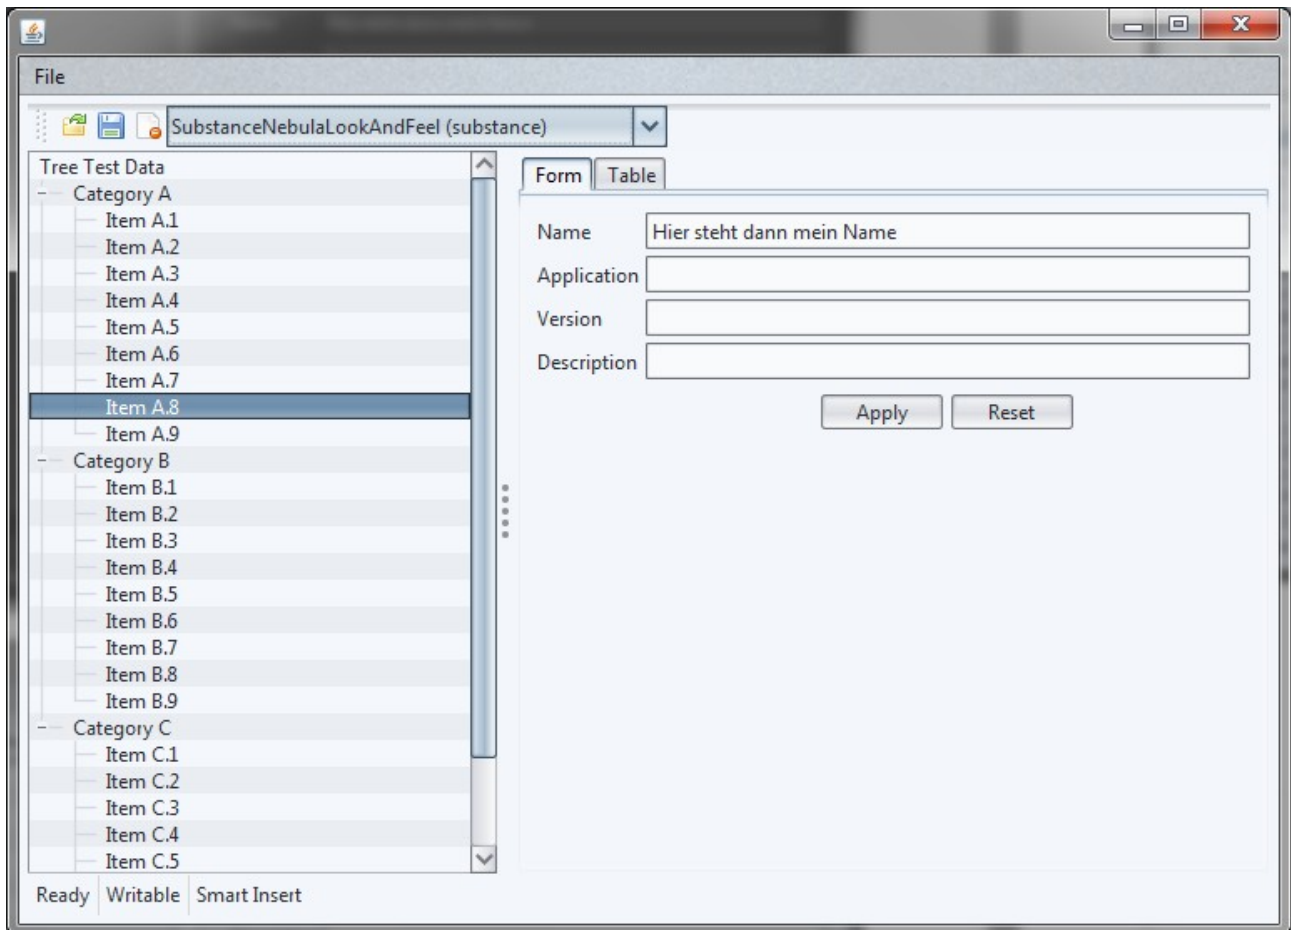 File
SubstanceNebulaLookAndFeel (substance)
Tree Test Data
Category A
Item A.1
Item A.2
Item A.3
Item A.4
Item A.5
Item A.6
Item A.7
Item A.8
Item A.9
Category B
Item B.1
Item B.2
Item B.3
Item B.4
Item B.5
Item B.6
Item B.7
Item B.8
Item B.9
Category C
Item C.1
Item C.2
Item C.3
Item C.4
Item C.5
Form Table
Name Hier steht dann mein Name
Application
Version
Description
Apply Reset
Ready Writable Smart Insert